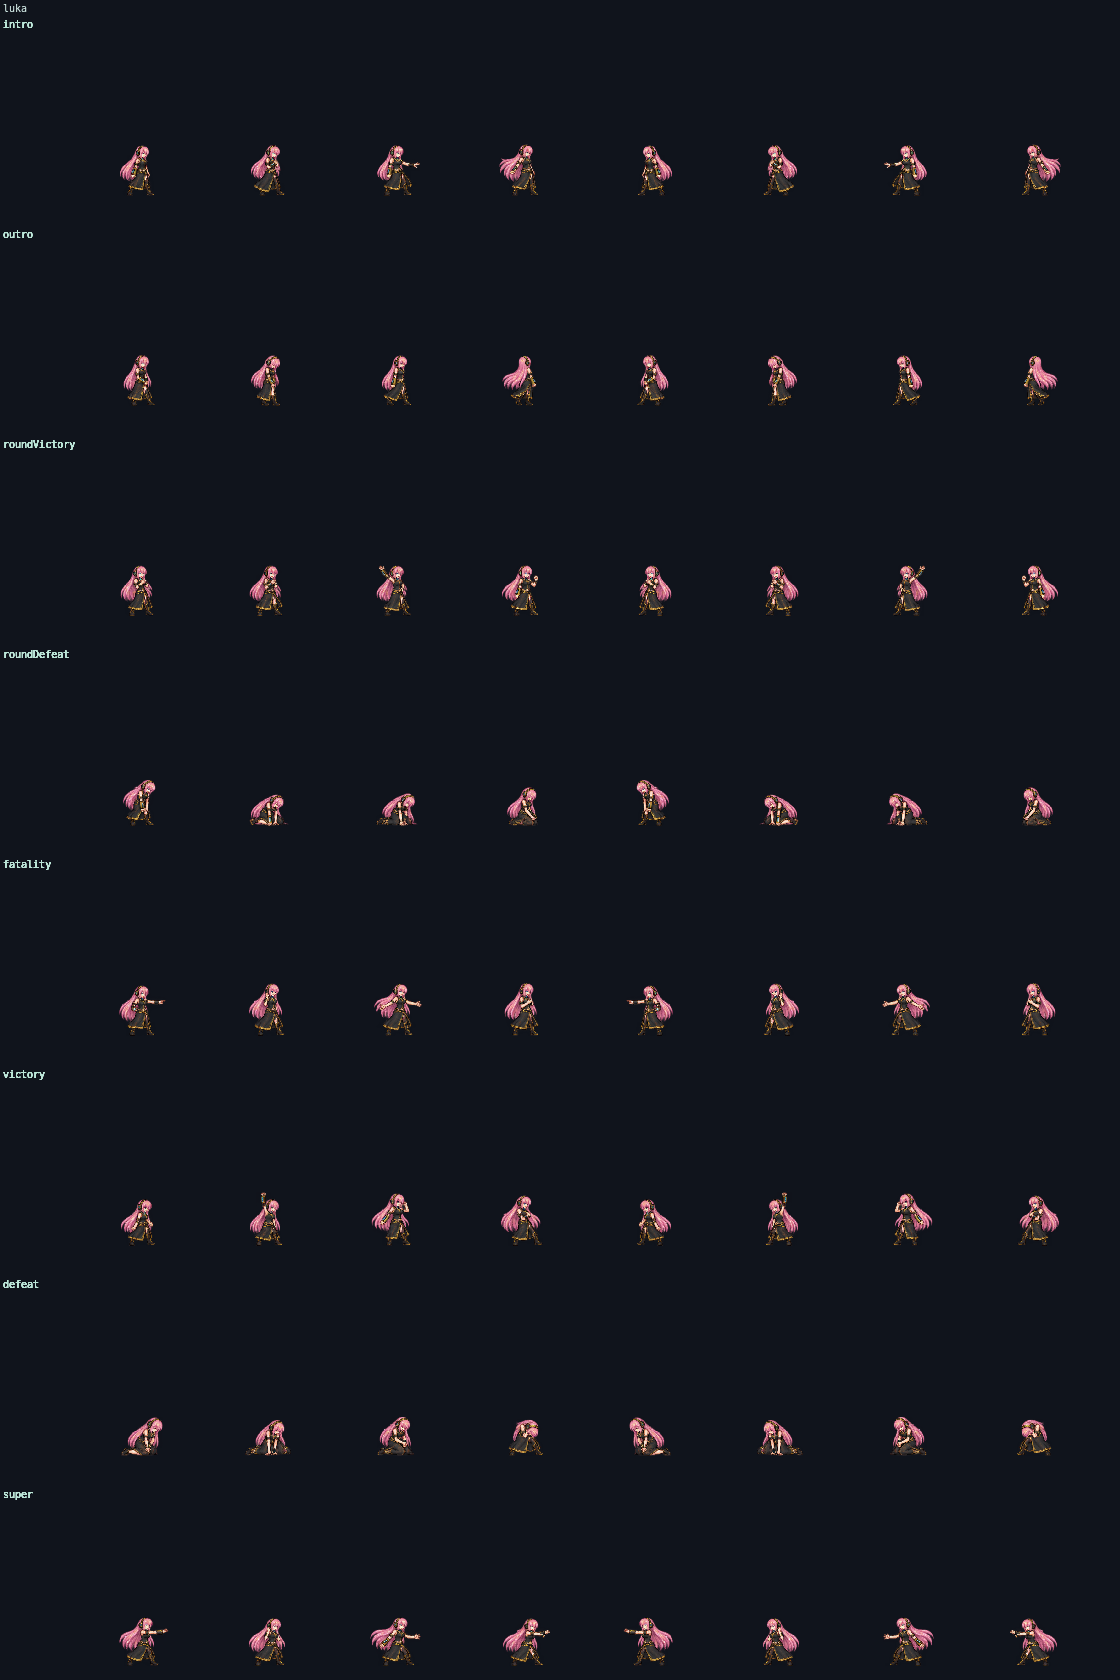 luka
intro
outro
roundVictory
roundDefeat
fatality
victory
defeat
super